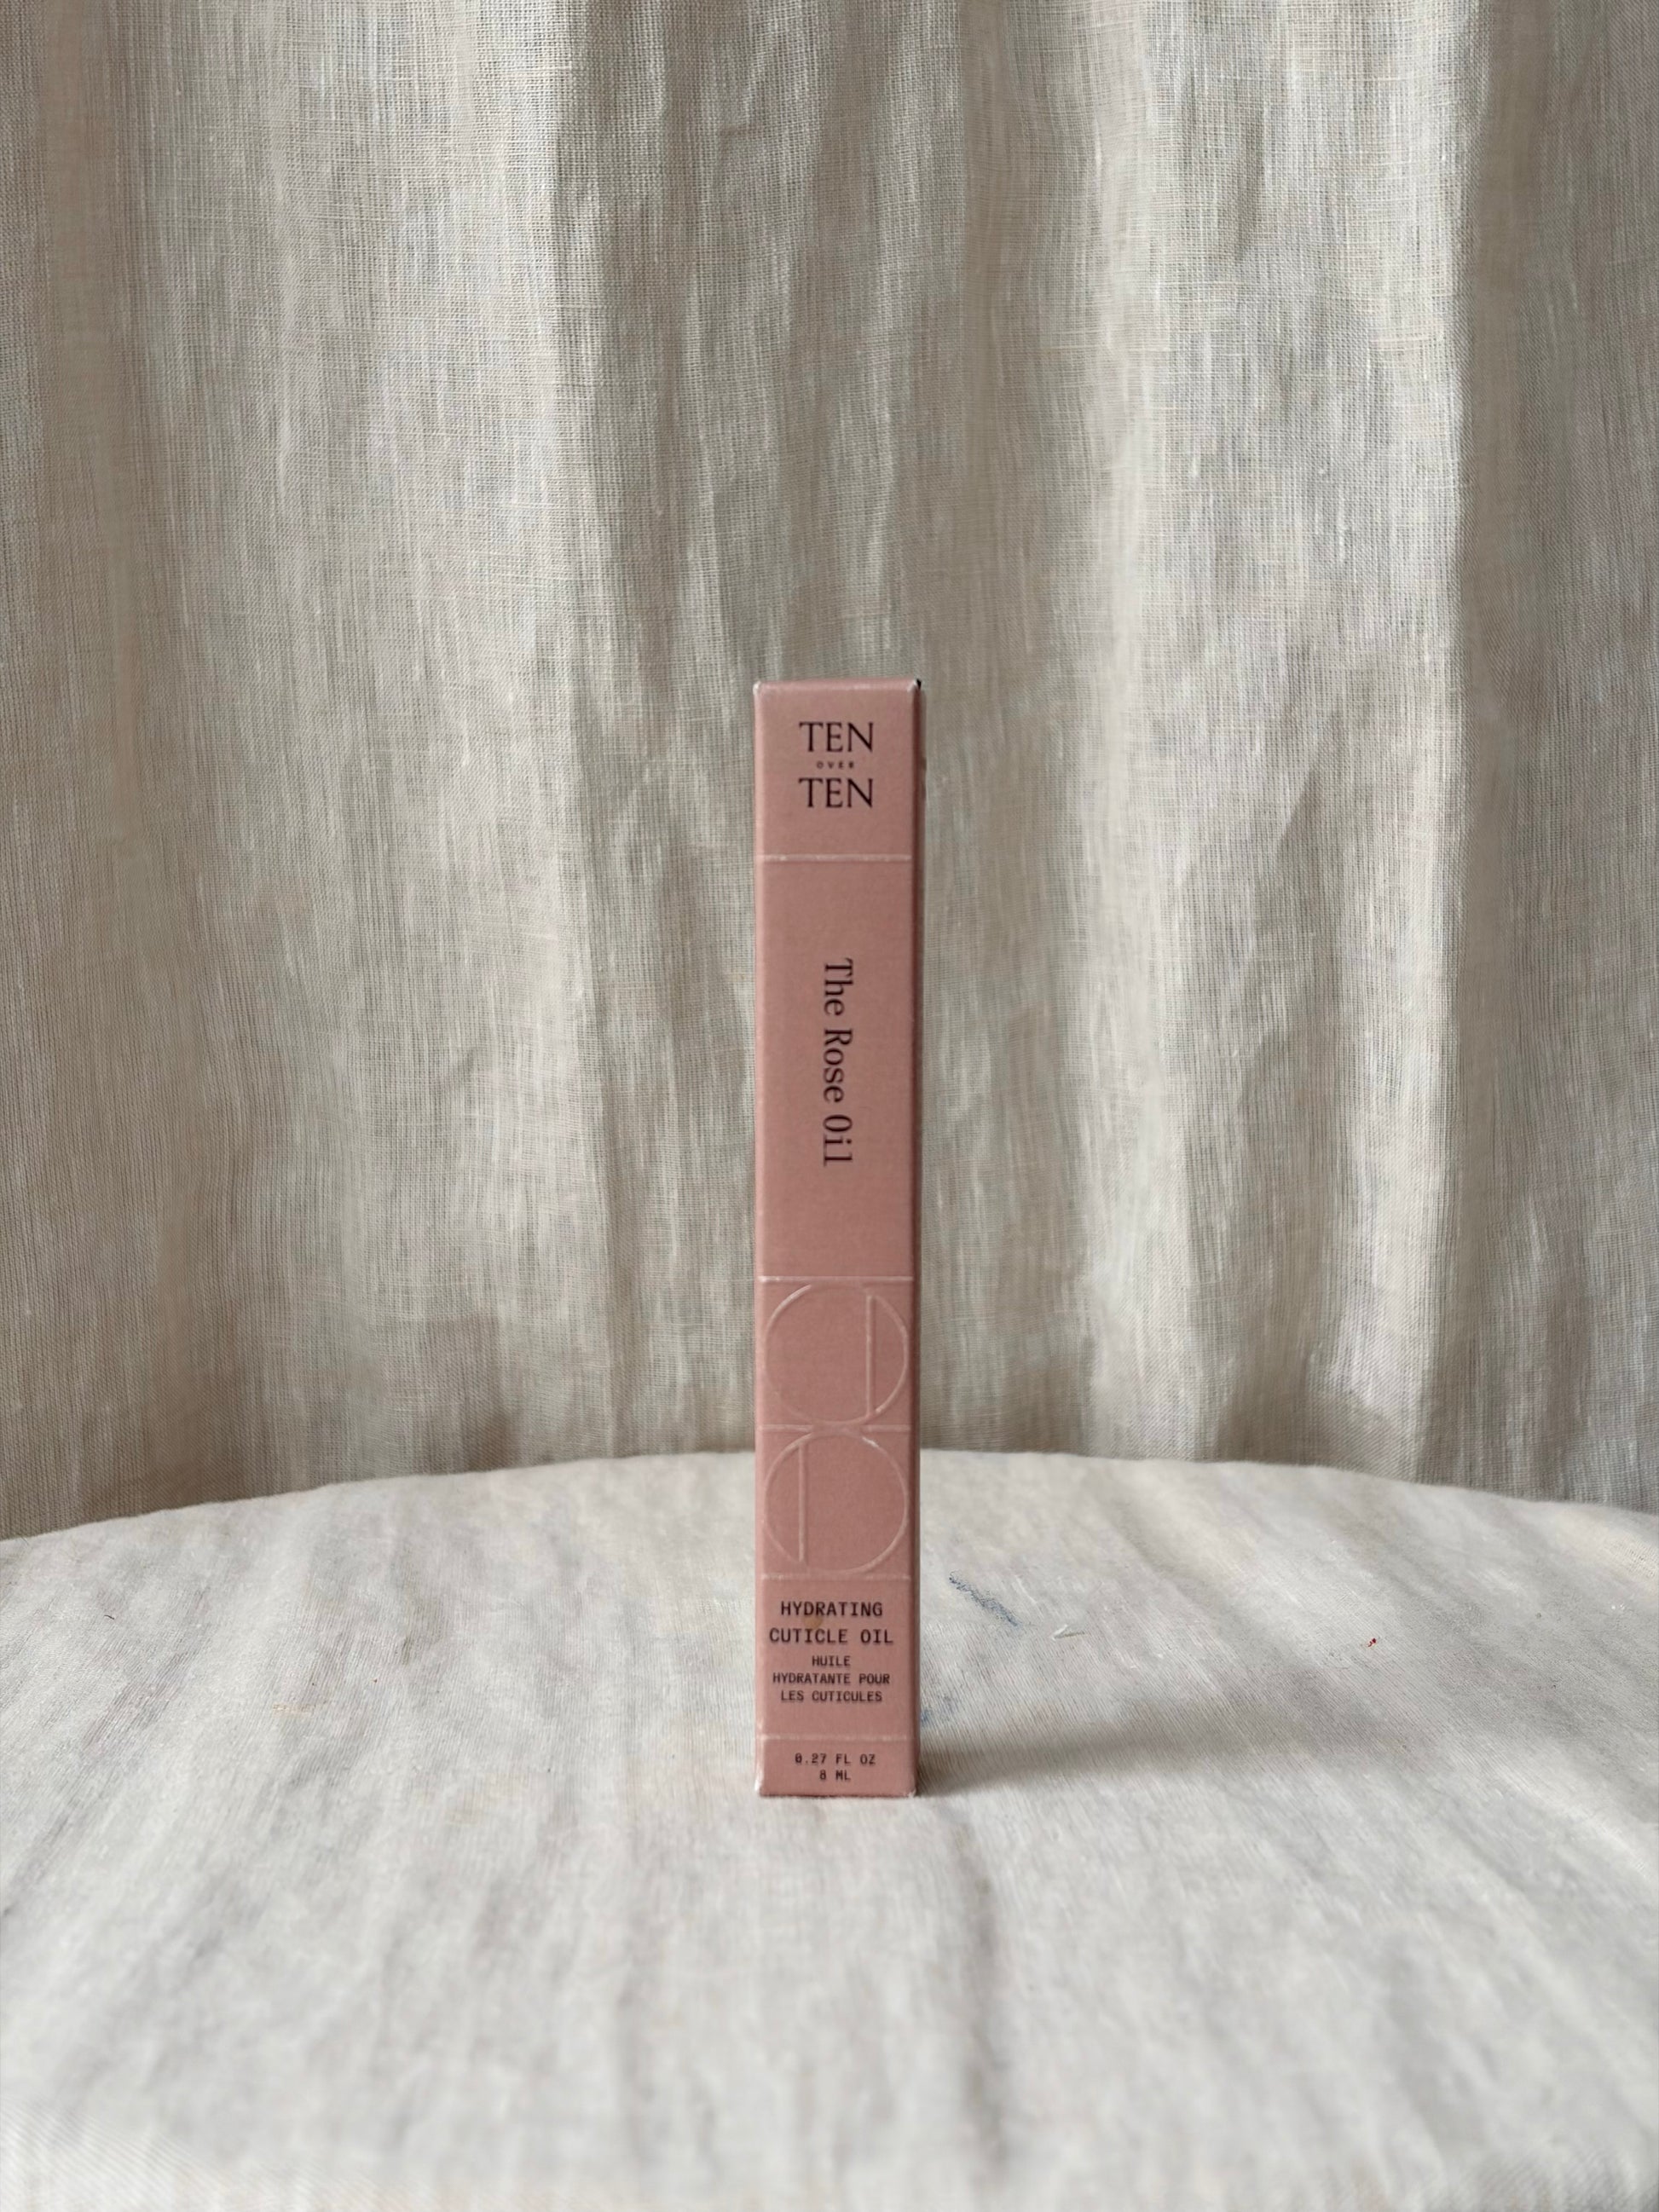 TEN
OVER
TEN
The Rose Oil
HYDRATING
CUTICLE OIL
HUILE
HYDRATANTE POUR
LES CUTICULES
0.27 FL OZ
8 ML